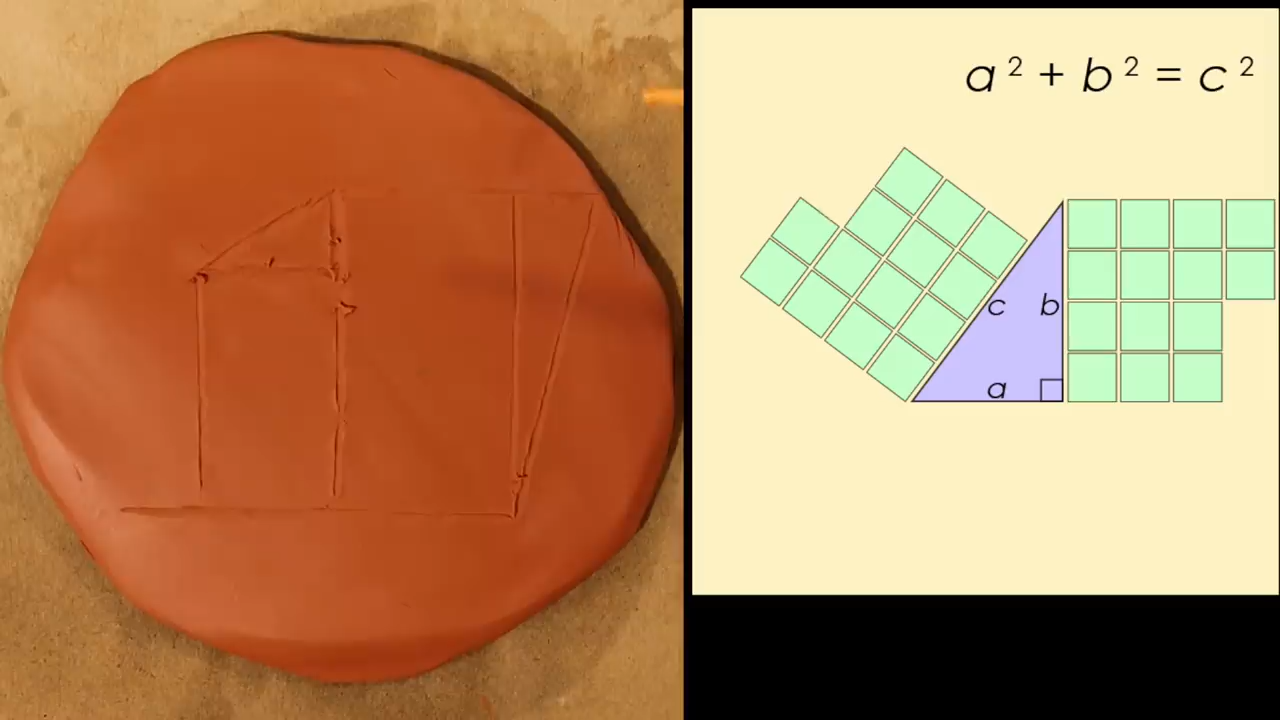 a² + b² = c²
c b
a